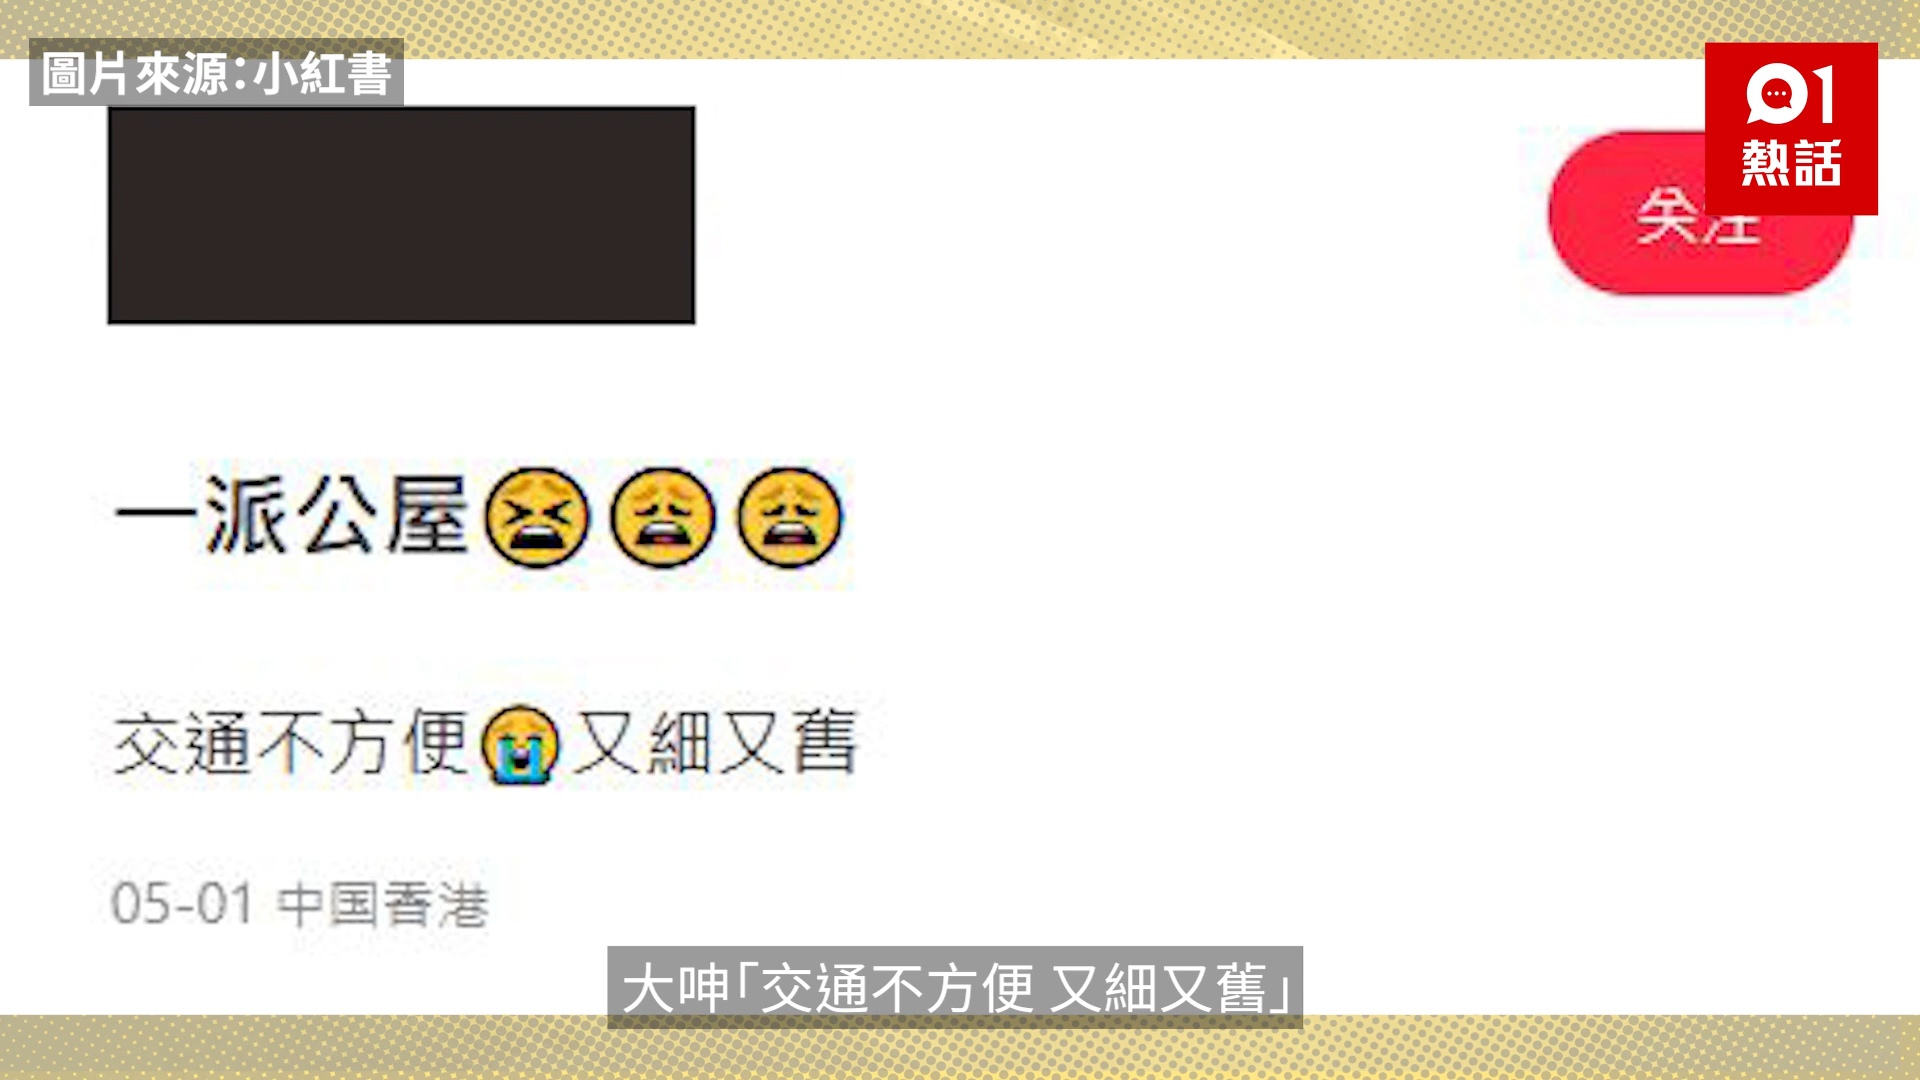 圖片來源：小紅書
01
熱話
关注
一派公屋😫😩😩
交通不方便😭又細又舊
05-01 中国香港
大呻「交通不方便 又細又舊」